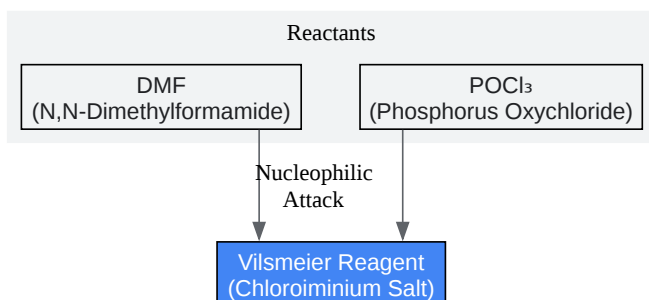 Reactants
DMF
(N,N-Dimethylformamide)
POCl₃
(Phosphorus Oxychloride)
Nucleophilic
Attack
Vilsmeier Reagent
(Chloroiminium Salt)